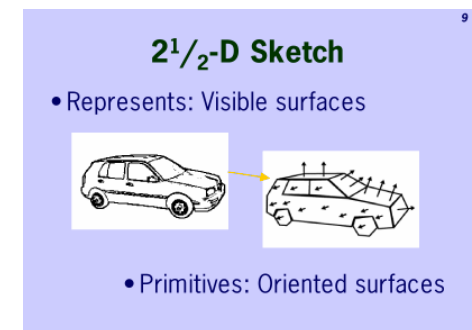 9
2¹/₂-D Sketch
• Represents: Visible surfaces
• Primitives: Oriented surfaces